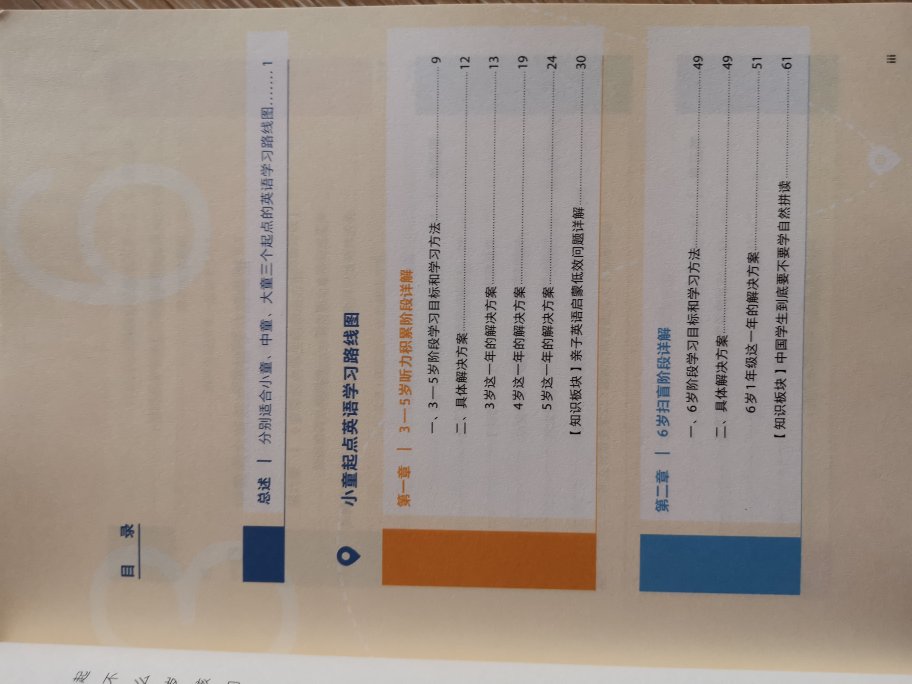 目 录
总述 | 分别适合小童、中童、大童三个起点的英语学习路线图........ 1
小童起点英语学习路线图
第一章 | 3—5岁听力积累阶段详解
一、3—5岁阶段学习目标和学习方法 9
二、具体解决方案 12
3岁这一年的解决方案 13
4岁这一年的解决方案 19
5岁这一年的解决方案 24
【知识板块】亲子英语启蒙低效问题详解 30
第二章 | 6岁扫盲阶段详解
一、6岁阶段学习目标和学习方法 49
二、具体解决方案 49
6岁1年级这一年的解决方案 51
【知识板块】中国学生到底要不要学自然拼读 61
iii